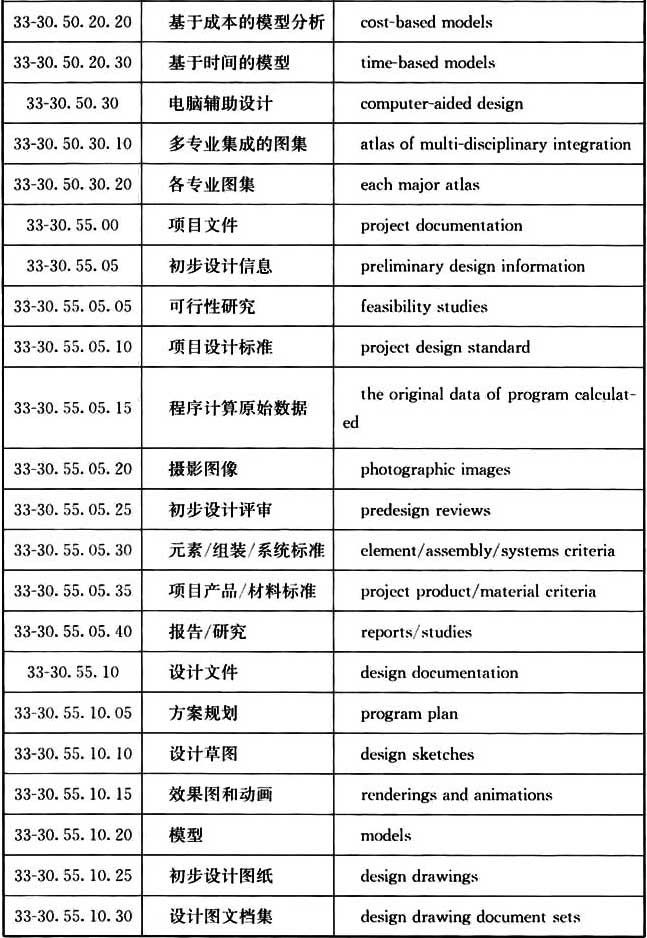 33-30. 50. 20. 20 基于成本的模型分析 cost-based models
33-30. 50. 20. 30 基于时间的模型 time-based models
33-30. 50. 30 电脑辅助设计 computer-aided design
33-30. 50. 30. 10 多专业集成的图集 atlas of multi-disciplinary integration
33-30. 50. 30. 20 各专业图集 each major atlas
33-30. 55. 00 项目文件 project documentation
33-30. 55. 05 初步设计信息 preliminary design information
33-30. 55. 05. 05 可行性研究 feasibility studies
33-30. 55. 05. 10 项目设计标准 project design standard
33-30. 55. 05. 15 程序计算原始数据 the original data of program calculat-
ed
33-30. 55. 05. 20 摄影图像 photographic images
33-30. 55. 05. 25 初步设计评审 predesign reviews
33-30. 55. 05. 30 元素/组装/系统标准 element/assembly/systems criteria
33-30. 55. 05. 35 项目产品/材料标准 project product/material criteria
33-30. 55. 05. 40 报告/研究 reports/studies
33-30. 55. 10 设计文件 design documentation
33-30. 55. 10. 05 方案规划 program plan
33-30. 55. 10. 10 设计草图 design sketches
33-30. 55. 10. 15 效果图和动画 renderings and animations
33-30. 55. 10. 20 模型 models
33-30. 55. 10. 25 初步设计图纸 design drawings
33-30. 55. 10. 30 设计图文档集 design drawing document sets